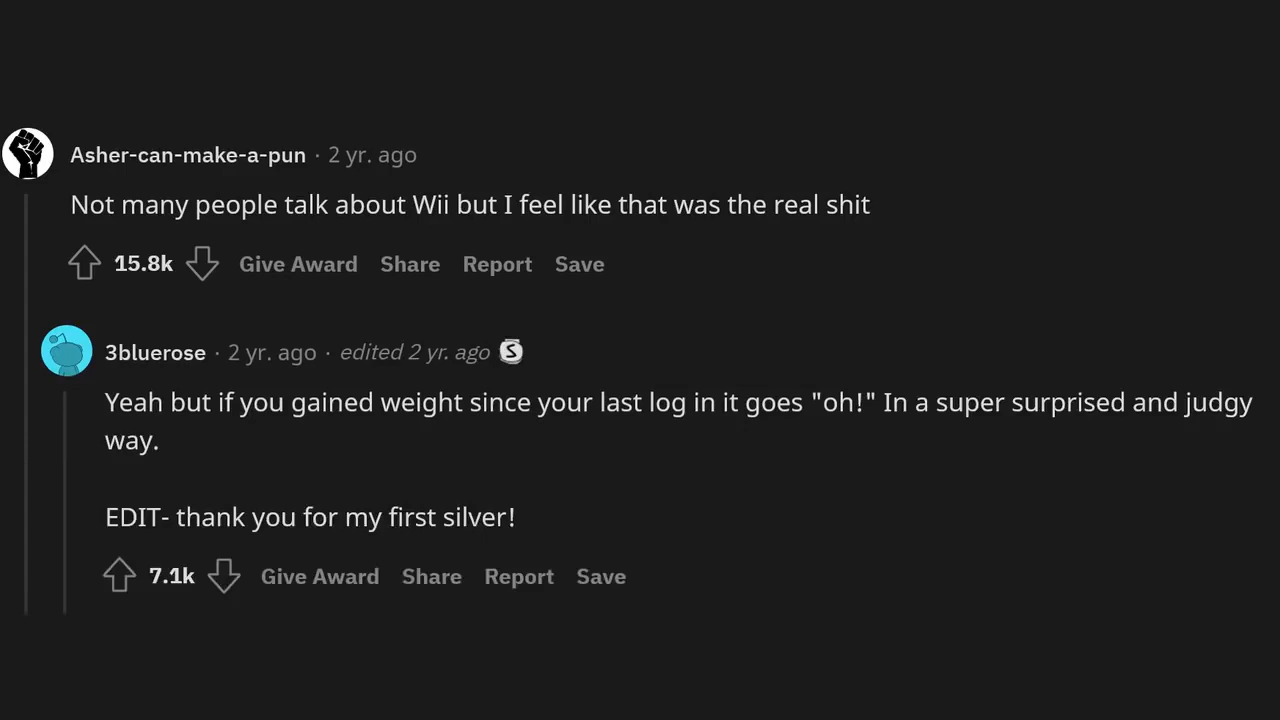 Asher-can-make-a-pun · 2 yr. ago
Not many people talk about Wii but I feel like that was the real shit
15.8k Give Award Share Report Save
3bluerose · 2 yr. ago · edited 2 yr. ago S
Yeah but if you gained weight since your last log in it goes "oh!" In a super surprised and judgy
way.
EDIT- thank you for my first silver!
7.1k Give Award Share Report Save